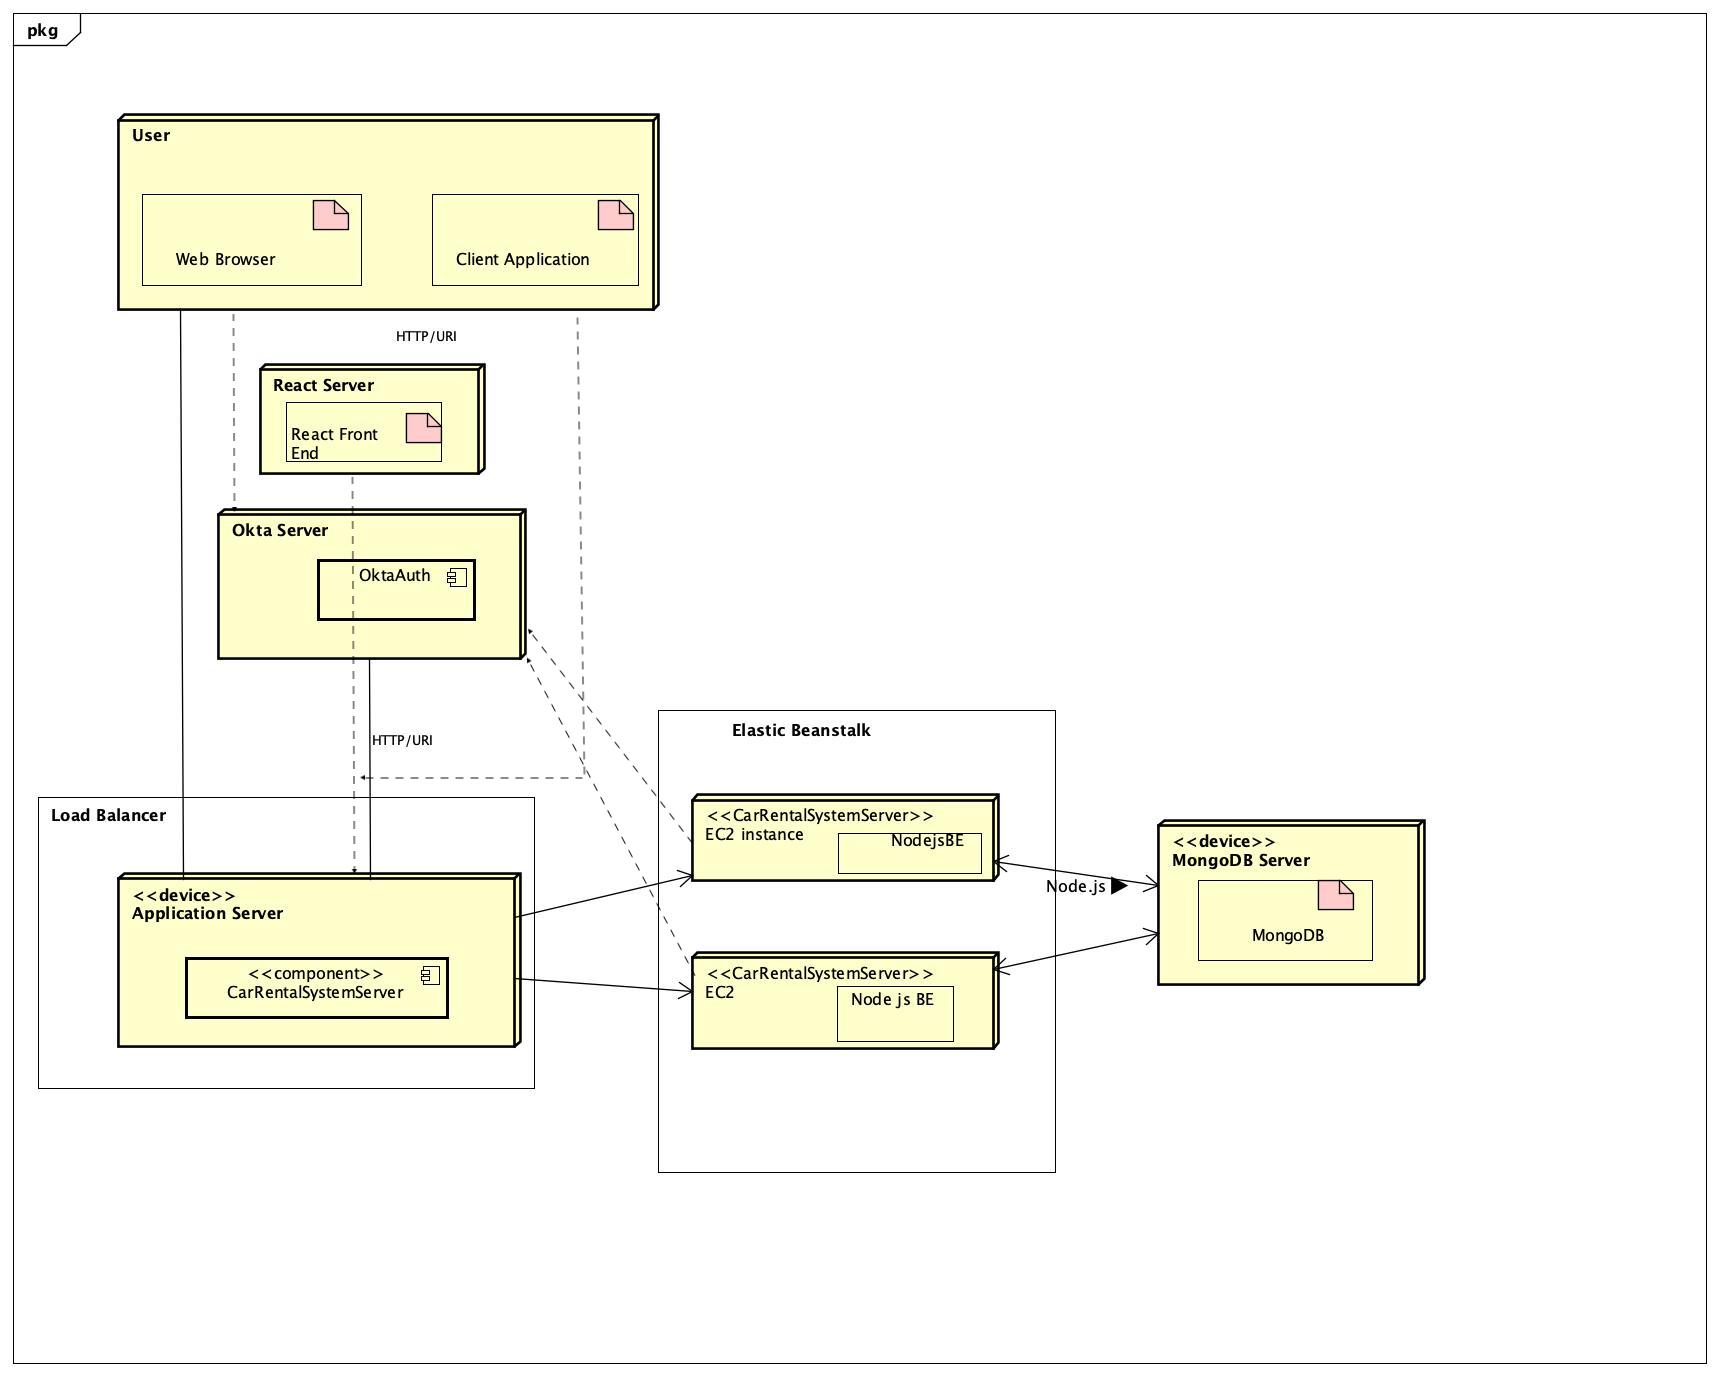 pkg
User
Web Browser
Client Application
HTTP/URI
React Server
React Front
End
Okta Server
OktaAuth
HTTP/URI
Elastic Beanstalk
Load Balancer
<<CarRentalSystemServer>>
EC2 instance
NodejsBE
<<device>>
MongoDB Server
Node.js
MongoDB
<<device>>
Application Server
<<component>>
CarRentalSystemServer
<<CarRentalSystemServer>>
EC2
Node js BE